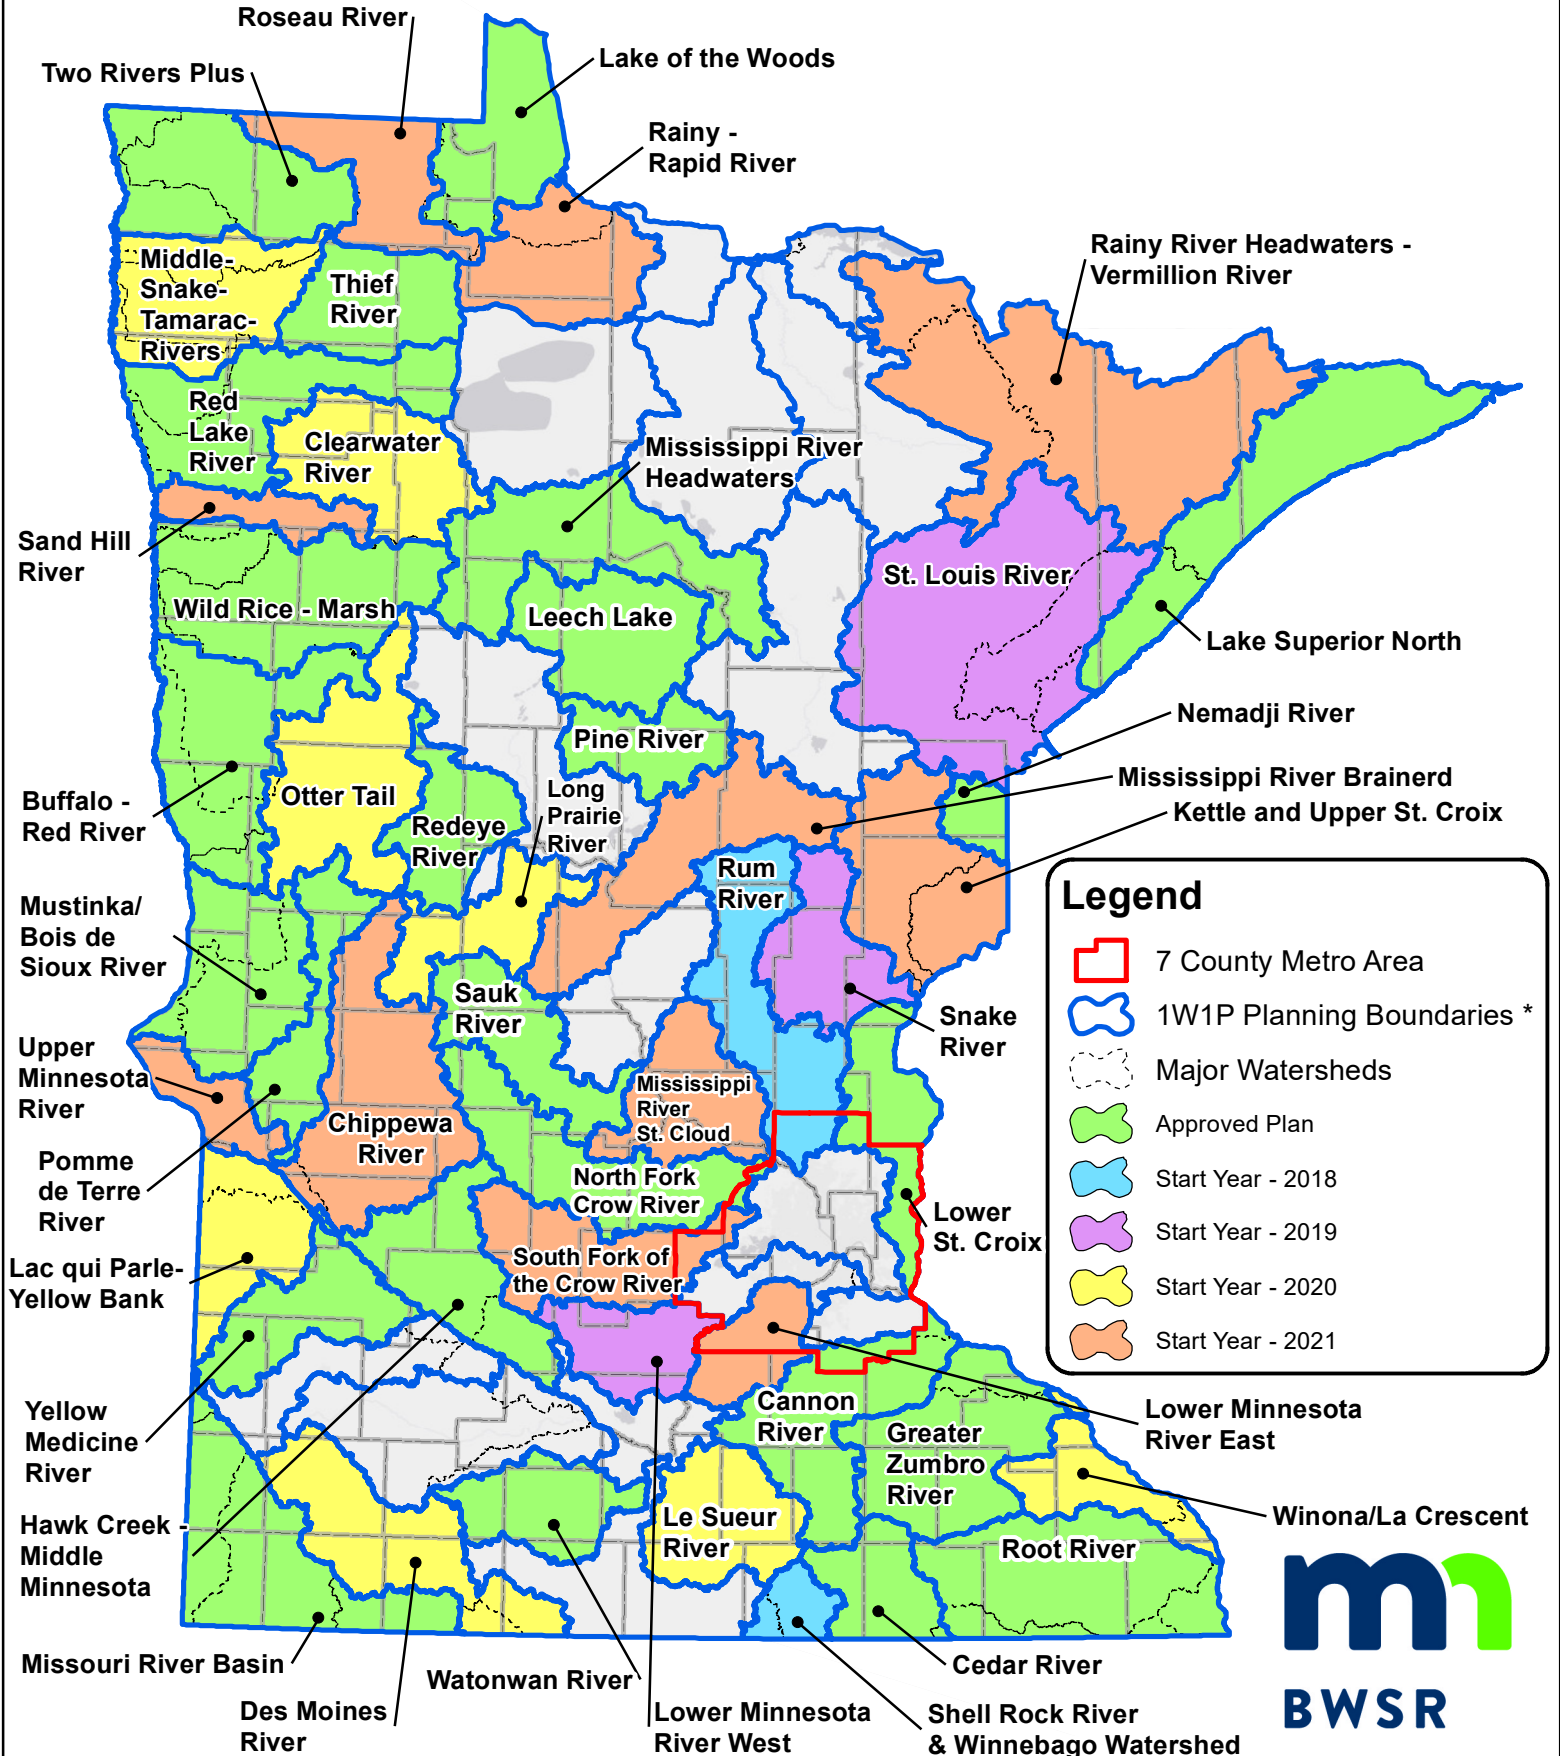 Roseau River
Two Rivers Plus
Lake of the Woods
Rainy -
Rapid River
Rainy River Headwaters -
Vermillion River
Middle-
Snake-
Tamarac-
Rivers
Thief
River
Red
Lake
River
Clearwater
River
Mississippi River
Headwaters
Sand Hill
River
St. Louis River
Wild Rice - Marsh
Leech Lake
Lake Superior North
Nemadji River
Pine River
Mississippi River Brainerd
Kettle and Upper St. Croix
Buffalo -
Red River
Otter Tail
Long
Prairie
River
Redeye
River
Rum
River
Mustinka/
Bois de
Sioux River
Sauk
River
Snake
River
Upper
Minnesota
River
Mississippi
River
St. Cloud
Chippewa
River
Pomme
de Terre
River
North Fork
Crow River
Lower
St. Croix
Lac qui Parle-
Yellow Bank
South Fork of
the Crow River
Legend
7 County Metro Area
1W1P Planning Boundaries *
Major Watersheds
Approved Plan
Start Year - 2018
Start Year - 2019
Start Year - 2020
Start Year - 2021
Yellow
Medicine
River
Cannon
River
Greater
Zumbro
River
Lower Minnesota
River East
Hawk Creek -
Middle
Minnesota
Le Sueur
River
Winona/La Crescent
Root River
Missouri River Basin
Des Moines
River
Watonwan River
Lower Minnesota
River West
Cedar River
Shell Rock River
& Winnebago Watershed
mn
BWSR